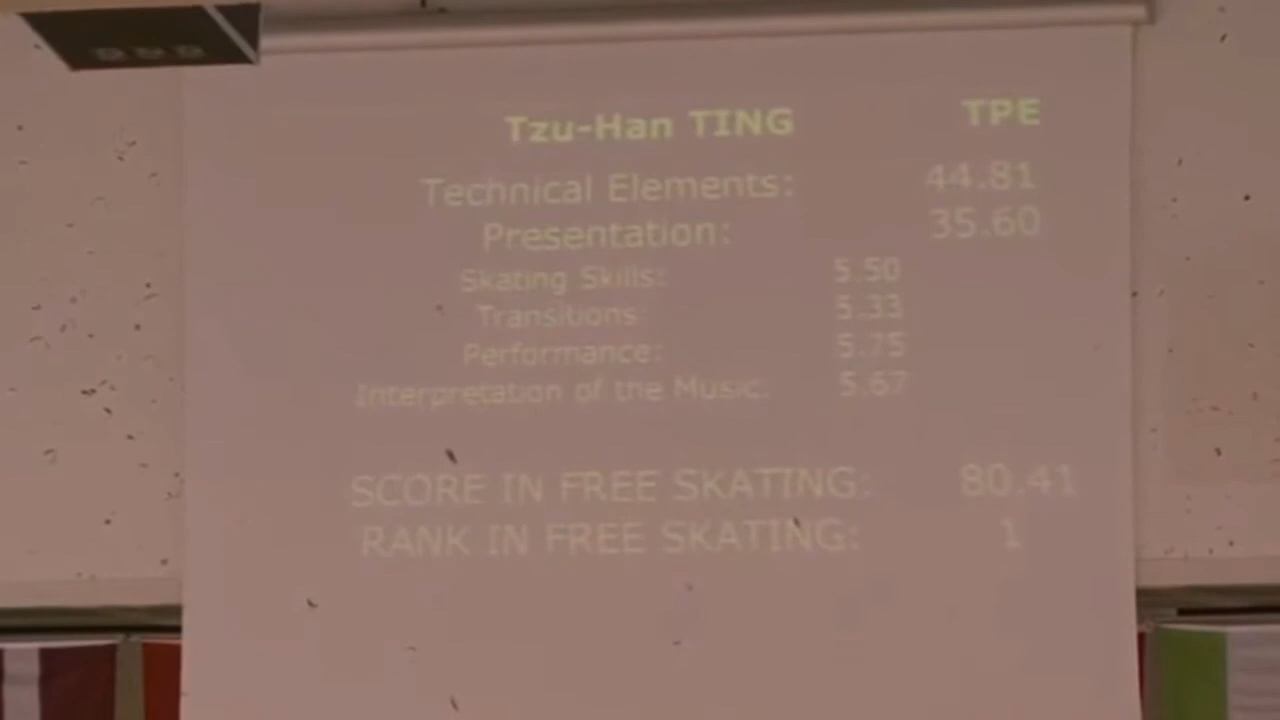 Tzu-Han TING TPE
Technical Elements: 44.81
Presentation: 35.60
Skating Skills: 5.50
Transitions: 5.33
Performance: 5.75
Interpretation of the Music: 5.67
SCORE IN FREE SKATING: 80.41
RANK IN FREE SKATING: 1